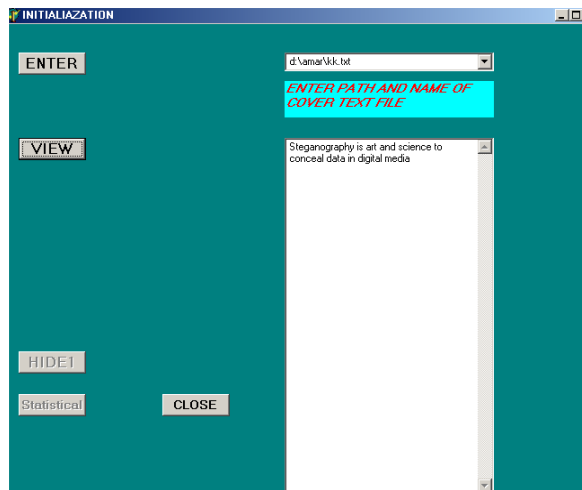 INITIALIAZATION
ENTER
d:\amar\kk.txt
ENTER PATH AND NAME OF
COVER TEXT FILE
VIEW
Steganography is art and science to
conceal data in digital media
HIDE1
Statistical
CLOSE